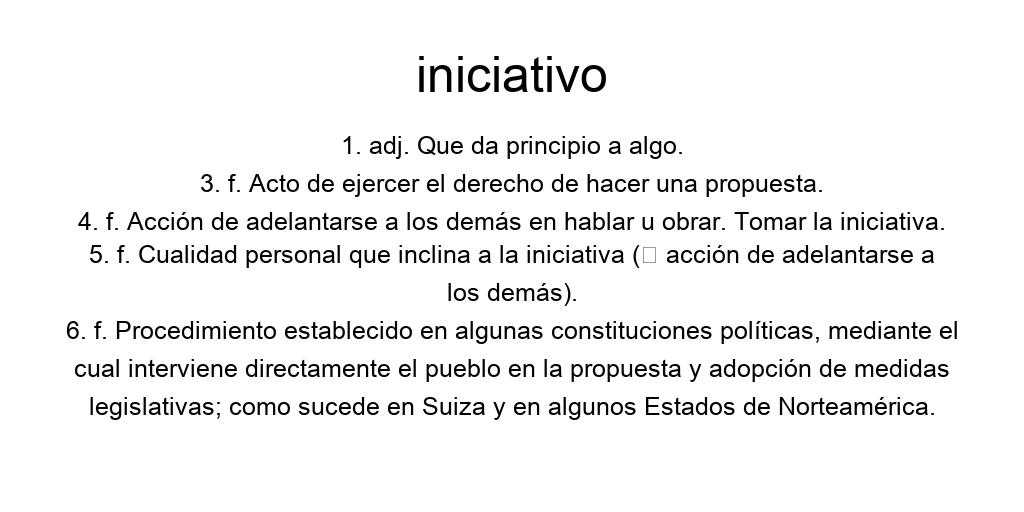 iniciativo
1. adj. Que da principio a algo.
3. f. Acto de ejercer el derecho de hacer una propuesta.
4. f. Acción de adelantarse a los demás en hablar u obrar. Tomar la iniciativa.
5. f. Cualidad personal que inclina a la iniciativa (□ acción de adelantarse a
los demás).
6. f. Procedimiento establecido en algunas constituciones políticas, mediante el
cual interviene directamente el pueblo en la propuesta y adopción de medidas
legislativas; como sucede en Suiza y en algunos Estados de Norteamérica.